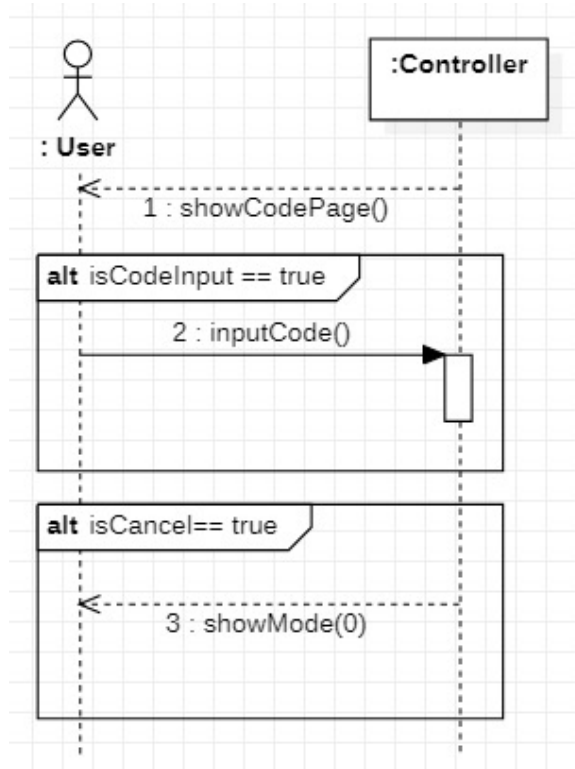 :Controller
: User
1 : showCodePage()
alt isCodeInput == true
2 : inputCode()
alt isCancel== true
3 : showMode(0)